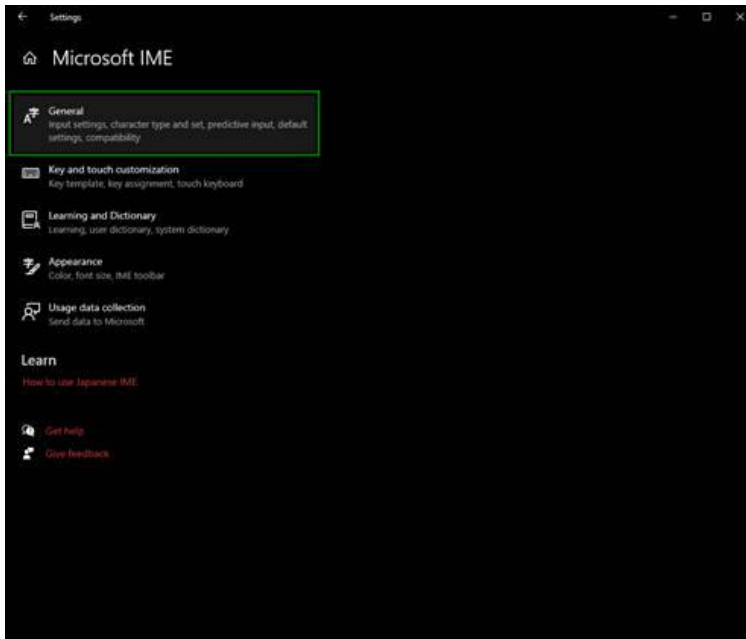 Settings
Microsoft IME
General
Input settings, character type and set, predictive input, default
settings, compatibility
Key and touch customization
Key template, key assignment, touch keyboard
Learning and Dictionary
Learning, user dictionary, system dictionary
Appearance
Color, font size, IME toolbar
Usage data collection
Send data to Microsoft
Learn
How to use Japanese IME
Get help
Give feedback